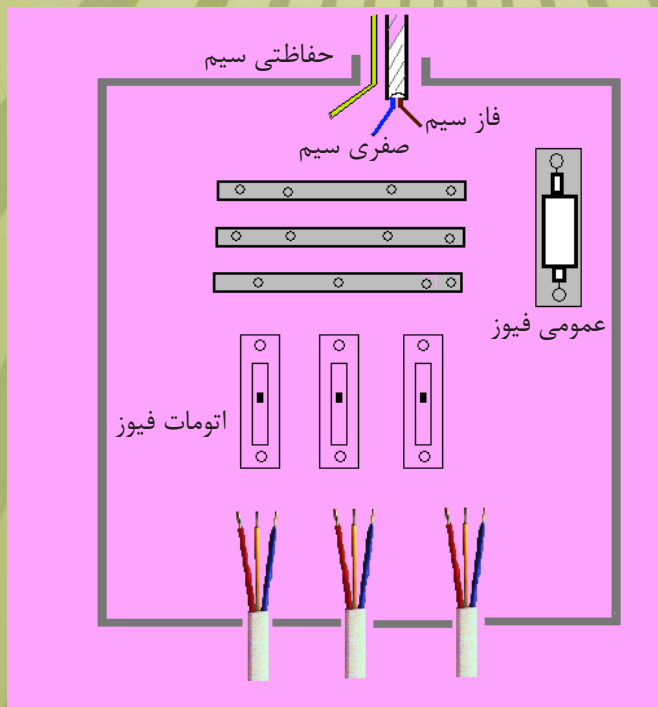 حفاظتی سیم
فاز سیم
صفری سیم
عمومی فیوز
اتومات فیوز